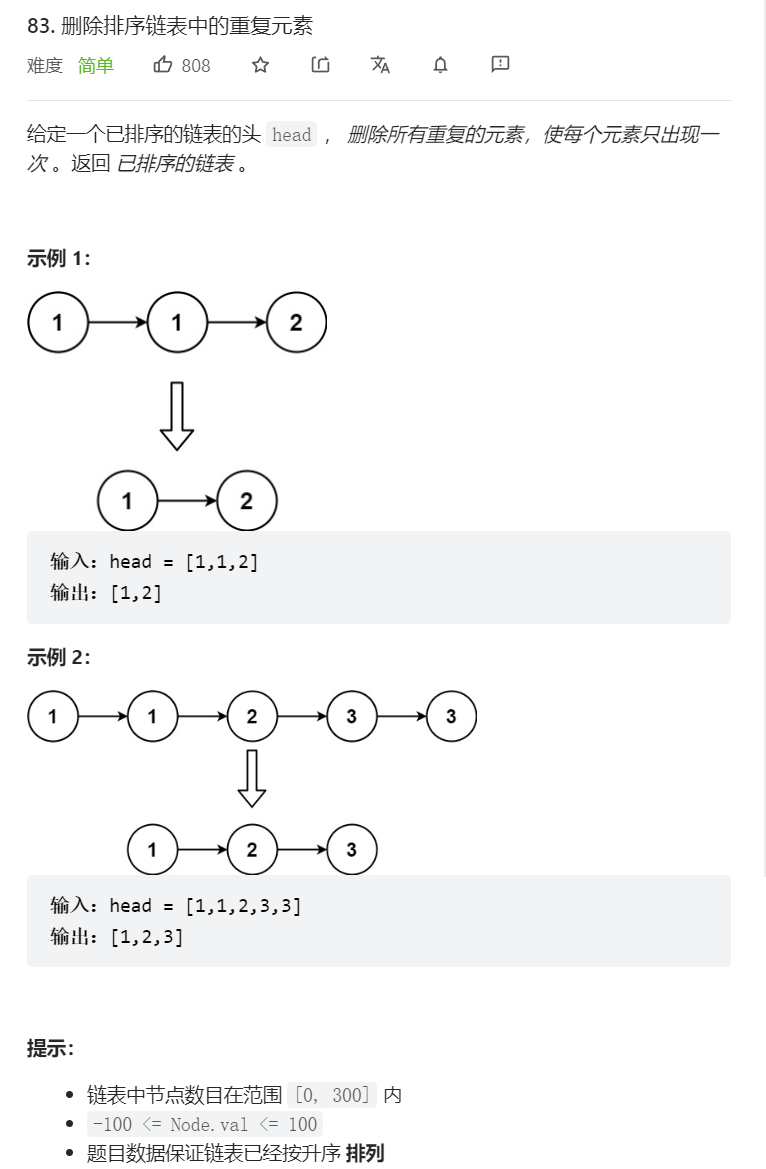 83. 删除排序链表中的重复元素
难度 简单 808 文A
给定一个已排序的链表的头 head ， 删除所有重复的元素，使每个元素只出现一
次 。返回 已排序的链表 。
示例 1：
1 1 2
1 2
输入：head = [1,1,2]
输出：[1,2]
示例 2：
1 1 2 3 3
1 2 3
输入：head = [1,1,2,3,3]
输出：[1,2,3]
提示：
• 链表中节点数目在范围 [0, 300] 内
• -100 <= Node.val <= 100
• 题目数据保证链表已经按升序 排列